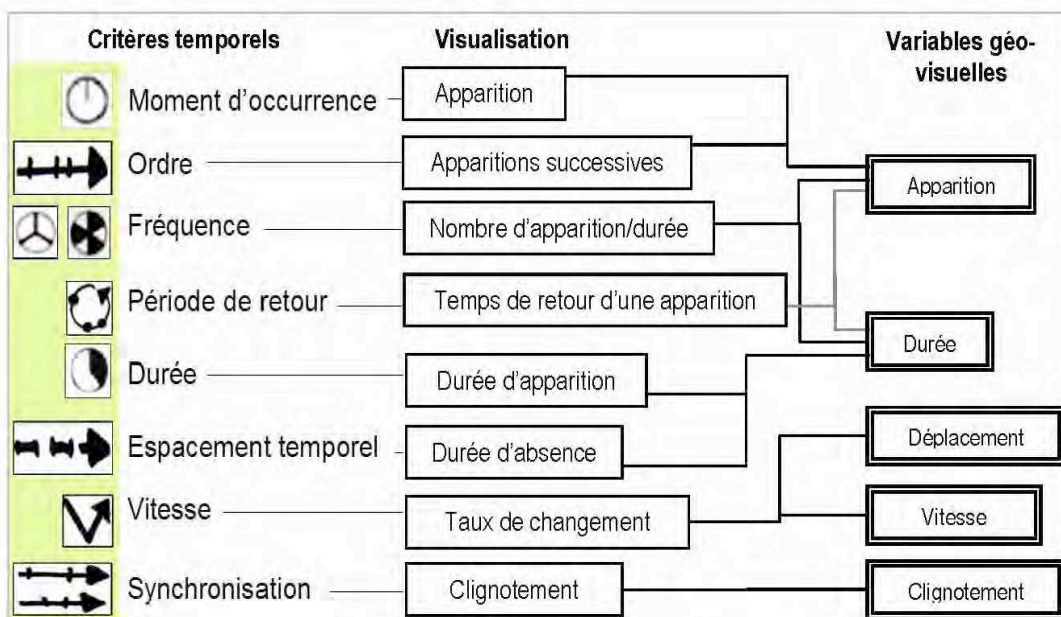 Critères temporels
Visualisation
Variables géo-
visuelles
Moment d'occurrence
Apparition
Ordre
Apparitions successives
Apparition
Fréquence
Nombre d'apparition/durée
Période de retour
Temps de retour d'une apparition
Durée
Durée
Durée d'apparition
Espacement temporel
Durée d'absence
Déplacement
Vitesse
Taux de changement
Vitesse
Synchronisation
Clignotement
Clignotement